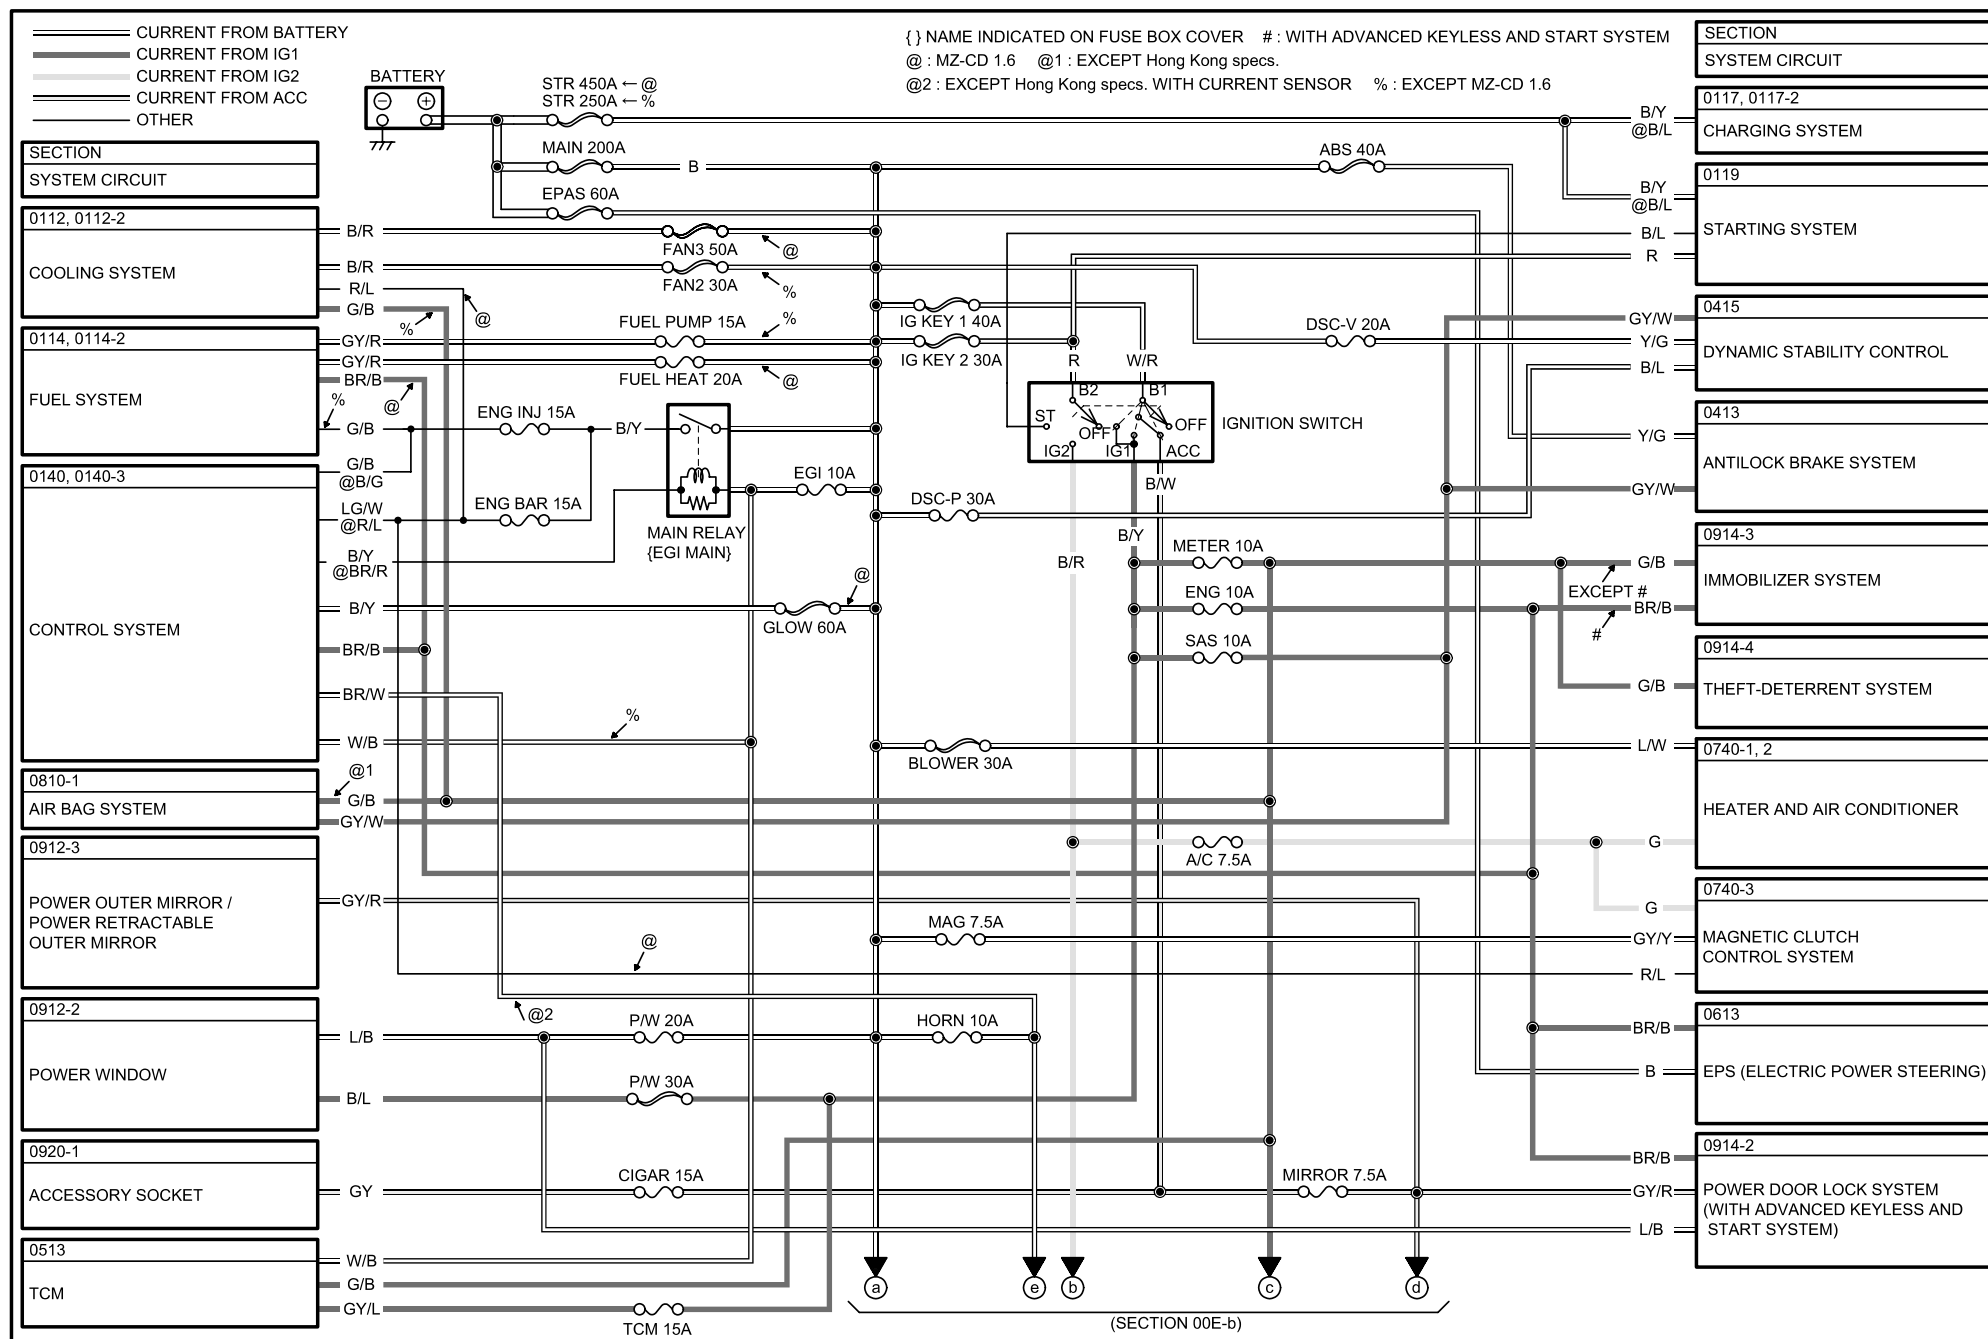 CURRENT FROM BATTERY
CURRENT FROM IG1
CURRENT FROM IG2
CURRENT FROM ACC
OTHER
{ } NAME INDICATED ON FUSE BOX COVER # : WITH ADVANCED KEYLESS AND START SYSTEM
@ : MZ-CD 1.6 @1 : EXCEPT Hong Kong specs.
@2 : EXCEPT Hong Kong specs. WITH CURRENT SENSOR % : EXCEPT MZ-CD 1.6
SECTION
SYSTEM CIRCUIT
0112, 0112-2
COOLING SYSTEM
0114, 0114-2
FUEL SYSTEM
0140, 0140-3
CONTROL SYSTEM
0810-1
AIR BAG SYSTEM
0912-3
POWER OUTER MIRROR /
POWER RETRACTABLE
OUTER MIRROR
0912-2
POWER WINDOW
0920-1
ACCESSORY SOCKET
0513
TCM
B/R
B/R
R/L
G/B
GY/R
GY/R
BR/B
G/B
G/B
@B/G
LG/W
@R/L
B/Y
@BR/R
B/Y
BR/B
BR/W
W/B
@1
G/B
GY/W
GY/R
L/B
B/L
GY
W/B
G/B
GY/L
BATTERY
− +
STR 450A ← @
STR 250A ← %
MAIN 200A
B
EPAS 60A
FAN3 50A
@
FAN2 30A
%
@
%
FUEL PUMP 15A
%
FUEL HEAT 20A
@
@
%
ENG INJ 15A
B/Y
ENG BAR 15A
MAIN RELAY
{EGI MAIN}
EGI 10A
GLOW 60A
@
%
@
@2
P/W 20A
HORN 10A
P/W 30A
CIGAR 15A
TCM 15A
ABS 40A
IG KEY 1 40A
IG KEY 2 30A
R
W/R
DSC-V 20A
B2
B1
ST
OFF
OFF
IG2
IG1
ACC
IGNITION SWITCH
B/W
DSC-P 30A
B/Y
B/R
METER 10A
ENG 10A
SAS 10A
BLOWER 30A
A/C 7.5A
MAG 7.5A
MIRROR 7.5A
a
e
b
c
d
(SECTION 00E-b)
B/Y
@B/L
B/Y
@B/L
B/L
R
GY/W
Y/G
B/L
Y/G
GY/W
G/B
EXCEPT #
BR/B
#
G/B
L/W
G
G
GY/Y
R/L
BR/B
B
BR/B
GY/R
L/B
SECTION
SYSTEM CIRCUIT
0117, 0117-2
CHARGING SYSTEM
0119
STARTING SYSTEM
0415
DYNAMIC STABILITY CONTROL
0413
ANTILOCK BRAKE SYSTEM
0914-3
IMMOBILIZER SYSTEM
0914-4
THEFT-DETERRENT SYSTEM
0740-1, 2
HEATER AND AIR CONDITIONER
0740-3
MAGNETIC CLUTCH
CONTROL SYSTEM
0613
EPS (ELECTRIC POWER STEERING)
0914-2
POWER DOOR LOCK SYSTEM
(WITH ADVANCED KEYLESS AND
START SYSTEM)